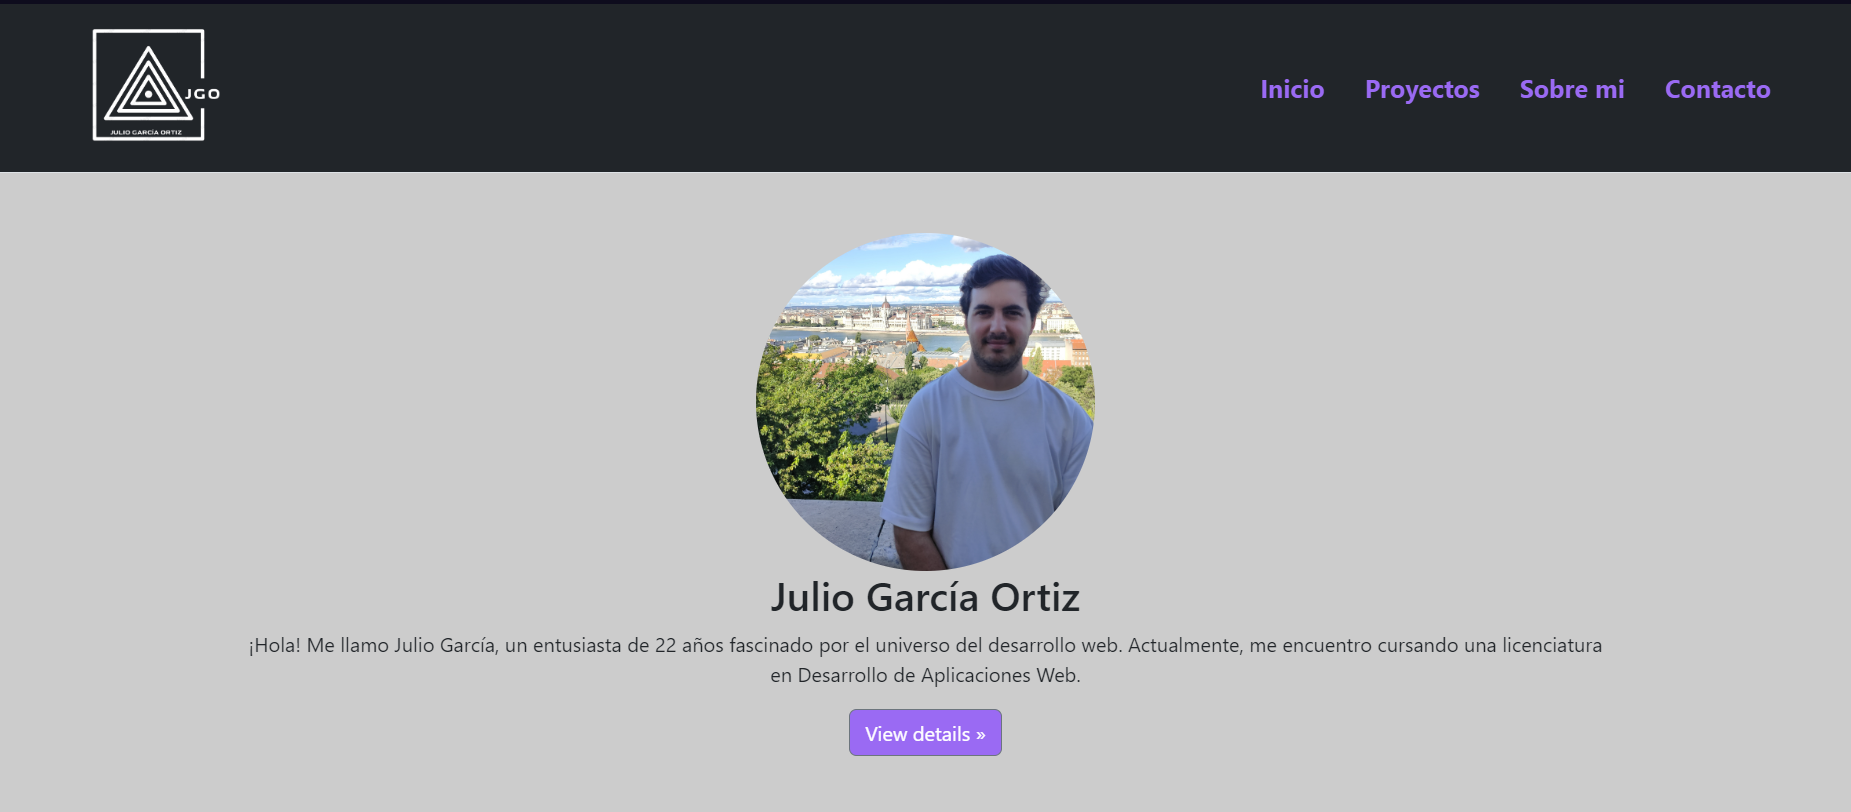 JGO
JULIO GARCÍA ORTIZ
Inicio Proyectos Sobre mi Contacto
Julio García Ortiz
¡Hola! Me llamo Julio García, un entusiasta de 22 años fascinado por el universo del desarrollo web. Actualmente, me encuentro cursando una licenciatura
en Desarrollo de Aplicaciones Web.
View details »